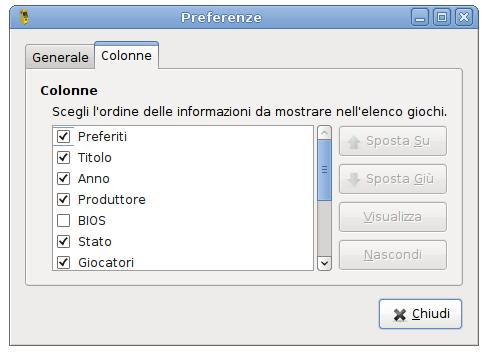 Preferenze
Generale
Colonne
Colonne
Scegli l'ordine delle informazioni da mostrare nell'elenco giochi.
Preferiti
Titolo
Anno
Produttore
BIOS
Stato
Giocatori
Sposta Su
Sposta Giù
Visualizza
Nascondi
Chiudi